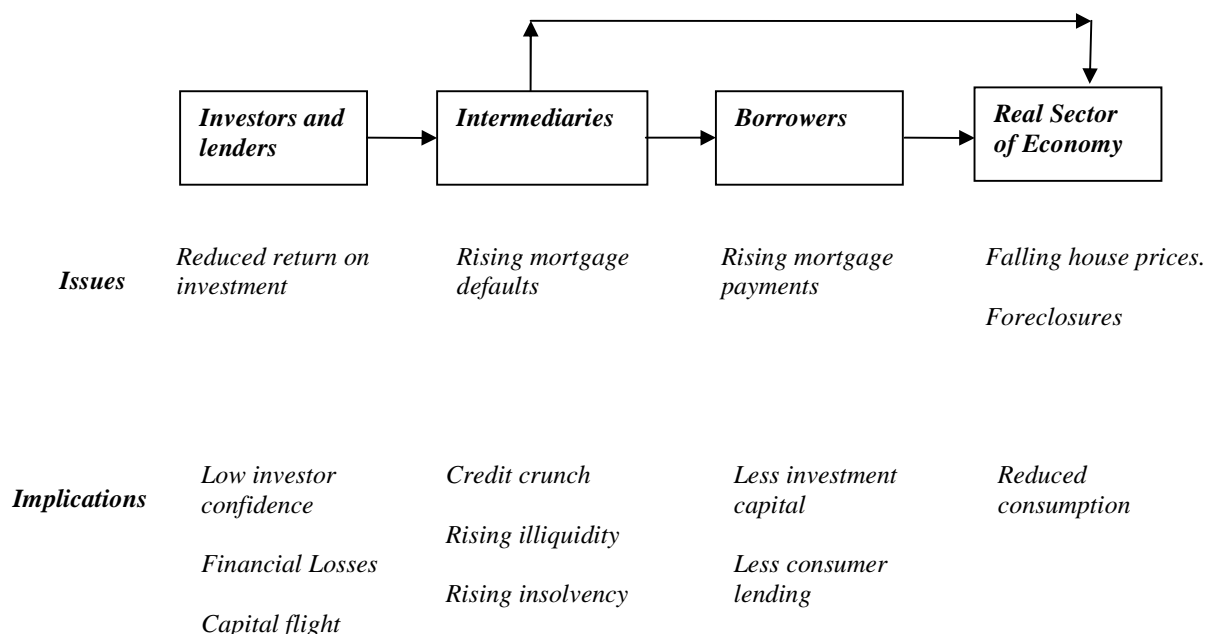 Investors and
lenders
Intermediaries
Borrowers
Real Sector
of Economy
Issues
Reduced return on
investment
Rising mortgage
defaults
Rising mortgage
payments
Falling house prices.
Foreclosures
Implications
Low investor
confidence
Financial Losses
Capital flight
Credit crunch
Rising illiquidity
Rising insolvency
Less investment
capital
Less consumer
lending
Reduced
consumption